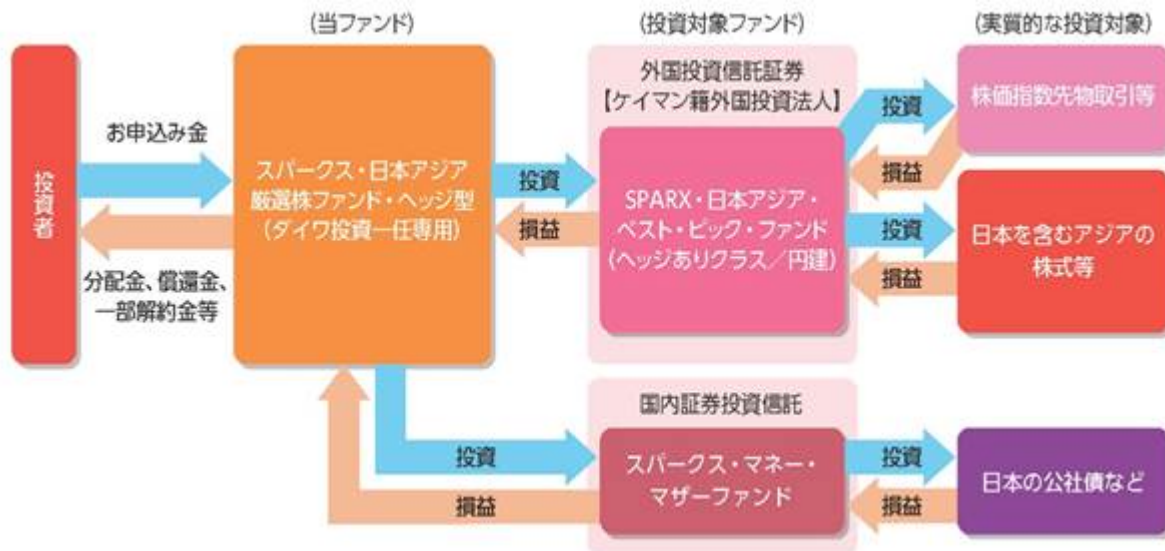 (当ファンド)
(投資対象ファンド)
(実質的な投資対象)
投資者
お申込み金
分配金、償還金、
一部解約金等
スパークス・日本アジア
厳選株ファンド・ヘッジ型
(ダイワ投資一任専用)
投資
損益
外国投資信託証券
【ケイマン籍外国投資法人】
SPARX・日本アジア・
ベスト・ピック・ファンド
(ヘッジありクラス／円建)
投資
損益
株価指数先物取引等
投資
損益
日本を含むアジアの
株式等
投資
損益
国内証券投資信託
スパークス・マネー・
マザーファンド
投資
損益
日本の公社債など